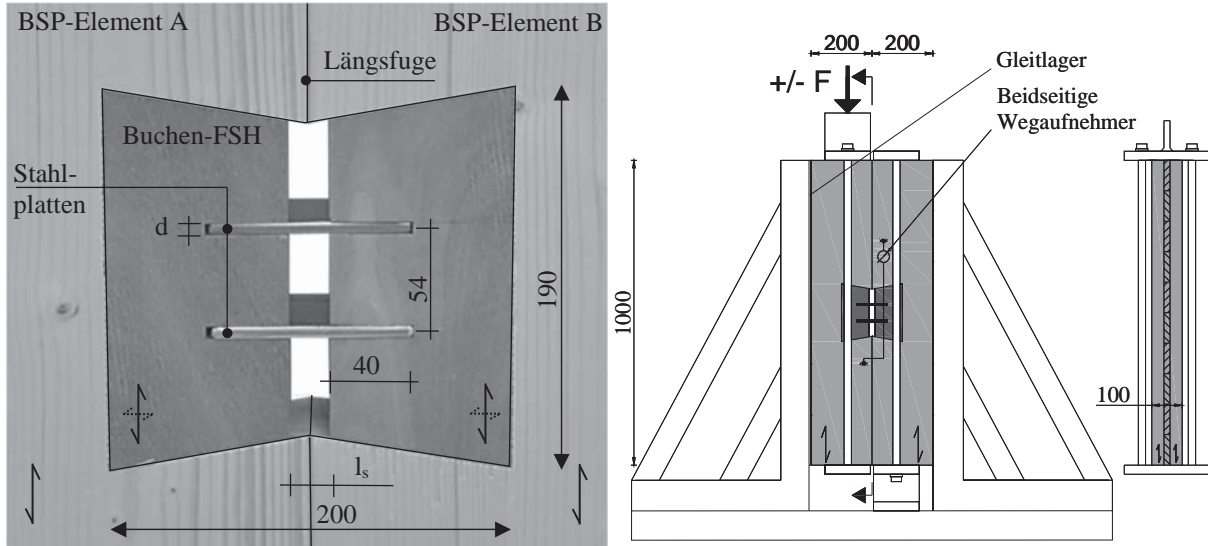 BSP-Element A
BSP-Element B
Längsfuge
Buchen-FSH
Stahl-
platten
d
54
190
40
lₛ
200
200
200
+/- F
Gleitlager
Beidseitige
Wegaufnehmer
1000
100